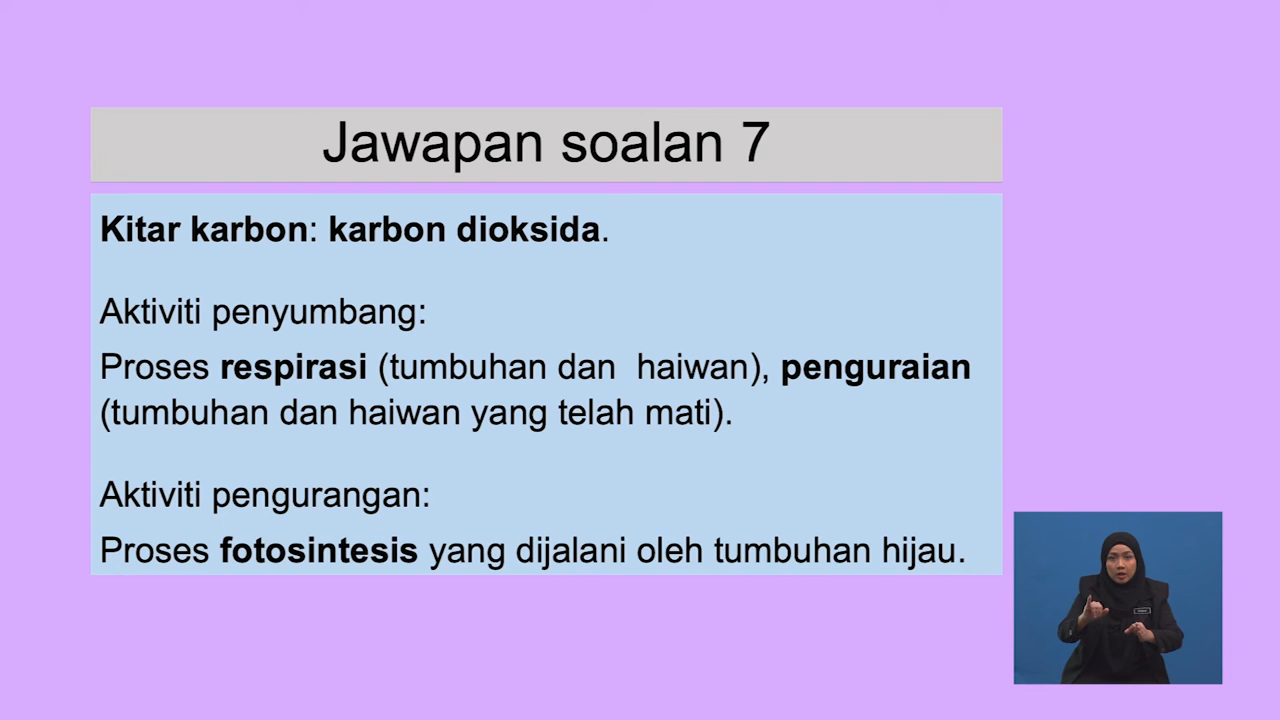 Jawapan soalan 7
Kitar karbon: karbon dioksida.
Aktiviti penyumbang:
Proses respirasi (tumbuhan dan haiwan), penguraian
(tumbuhan dan haiwan yang telah mati).
Aktiviti pengurangan:
Proses fotosintesis yang dijalani oleh tumbuhan hijau.